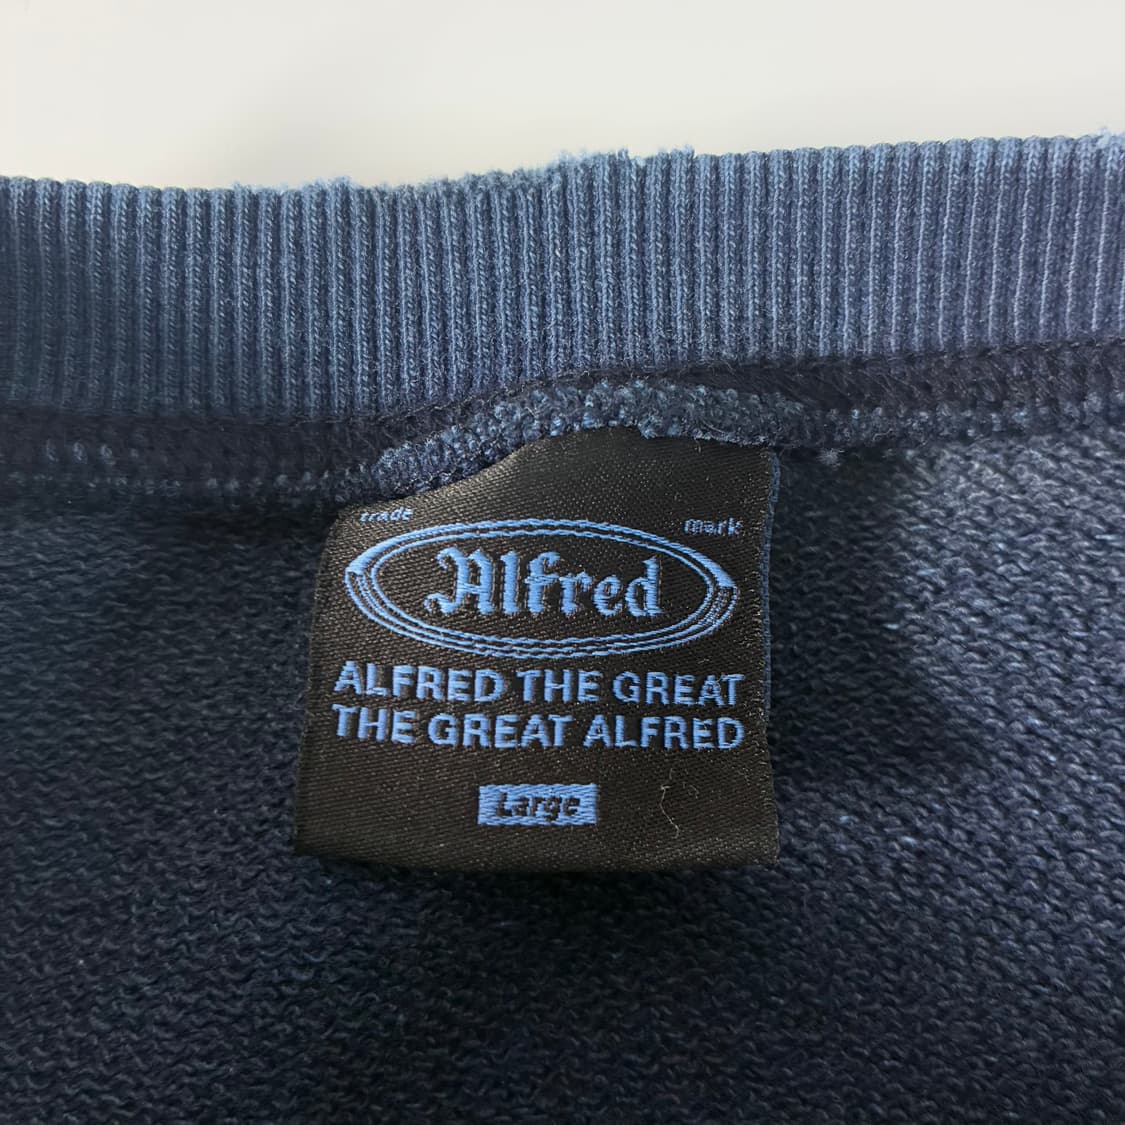 trade mark
Alfred
ALFRED THE GREAT
THE GREAT ALFRED
Large